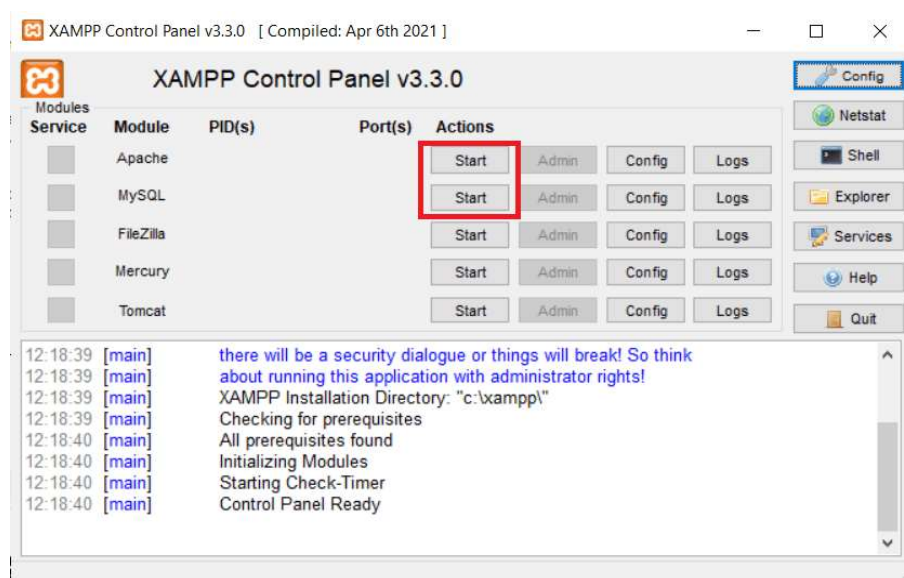 XAMPP Control Panel v3.3.0 [ Compiled: Apr 6th 2021 ]
XAMPP Control Panel v3.3.0
Config
Modules
Service Module PID(s) Port(s) Actions
Netstat
Apache Start Admin Config Logs
Shell
MySQL Start Admin Config Logs
Explorer
FileZilla Start Admin Config Logs
Services
Mercury Start Admin Config Logs
Help
Tomcat Start Admin Config Logs
Quit
12:18:39 [main] there will be a security dialogue or things will break! So think
12:18:39 [main] about running this application with administrator rights!
12:18:39 [main] XAMPP Installation Directory: "c:\xampp\"
12:18:39 [main] Checking for prerequisites
12:18:40 [main] All prerequisites found
12:18:40 [main] Initializing Modules
12:18:40 [main] Starting Check-Timer
12:18:40 [main] Control Panel Ready